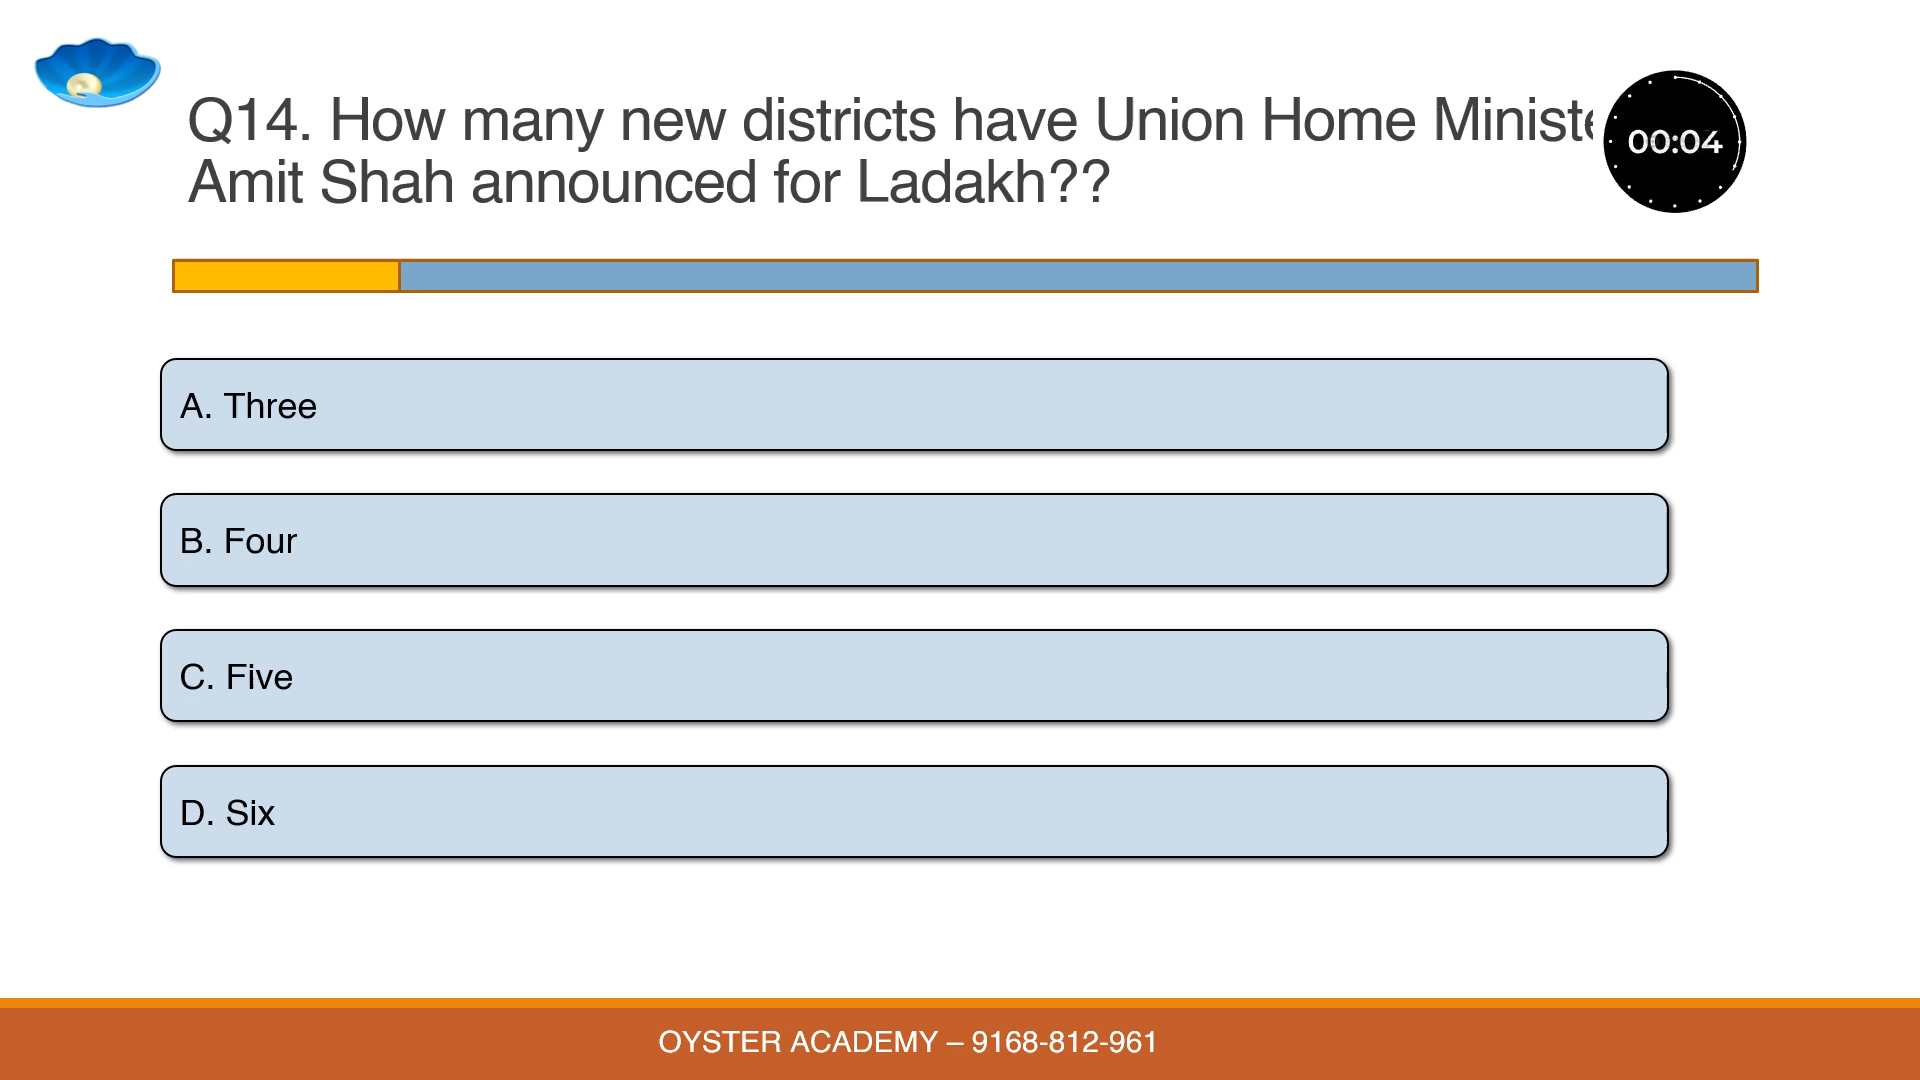 Q14. How many new districts have Union Home Ministe
Amit Shah announced for Ladakh??
00:04
A. Three
B. Four
C. Five
D. Six
OYSTER ACADEMY – 9168-812-961